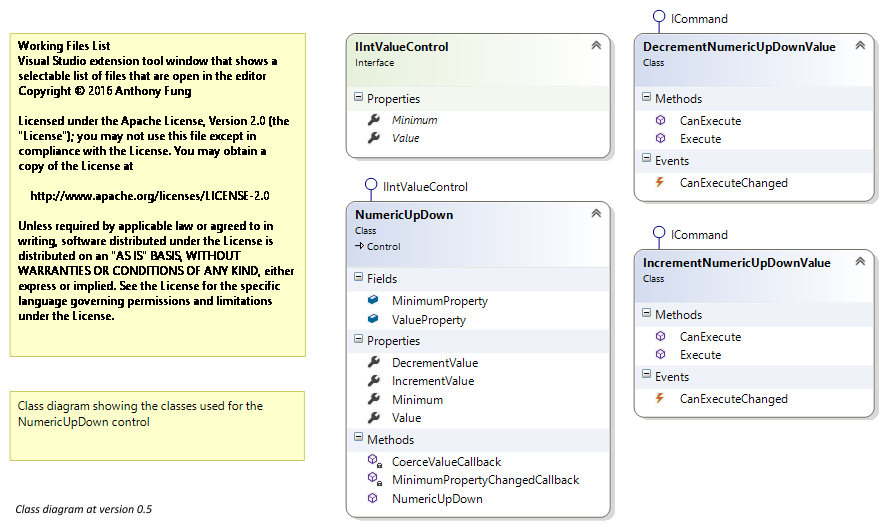 Working Files List
Visual Studio extension tool window that shows a
selectable list of files that are open in the editor
Copyright © 2016 Anthony Fung
Licensed under the Apache License, Version 2.0 (the
"License"); you may not use this file except in
compliance with the License. You may obtain a
copy of the License at
http://www.apache.org/licenses/LICENSE-2.0
Unless required by applicable law or agreed to in
writing, software distributed under the License is
distributed on an "AS IS" BASIS, WITHOUT
WARRANTIES OR CONDITIONS OF ANY KIND, either
express or implied. See the License for the specific
language governing permissions and limitations
under the License.
Class diagram showing the classes used for the
NumericUpDown control
Class diagram at version 0.5
IIntValueControl
Interface
Properties
Minimum
Value
IIntValueControl
NumericUpDown
Class
Control
Fields
MinimumProperty
ValueProperty
Properties
DecrementValue
IncrementValue
Minimum
Value
Methods
CoerceValueCallback
MinimumPropertyChangedCallback
NumericUpDown
ICommand
DecrementNumericUpDownValue
Class
Methods
CanExecute
Execute
Events
CanExecuteChanged
ICommand
IncrementNumericUpDownValue
Class
Methods
CanExecute
Execute
Events
CanExecuteChanged